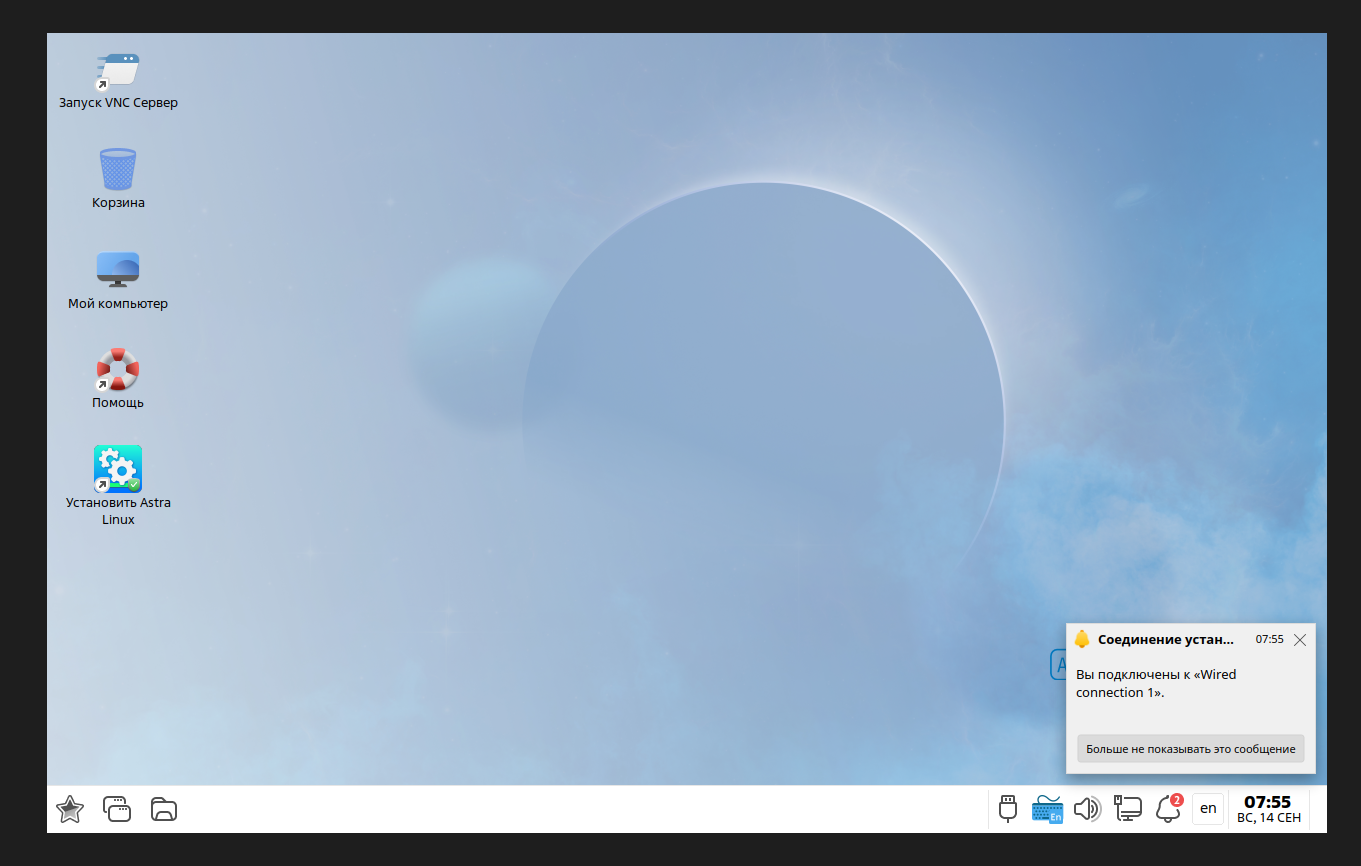 Запуск VNC Сервер
Корзина
Мой компьютер
Помощь
Установить Astra
Linux
Соединение устан...
07:55
Вы подключены к «Wired
connection 1».
Больше не показывать это сообщение
En
2
en
07:55
ВС, 14 СЕН